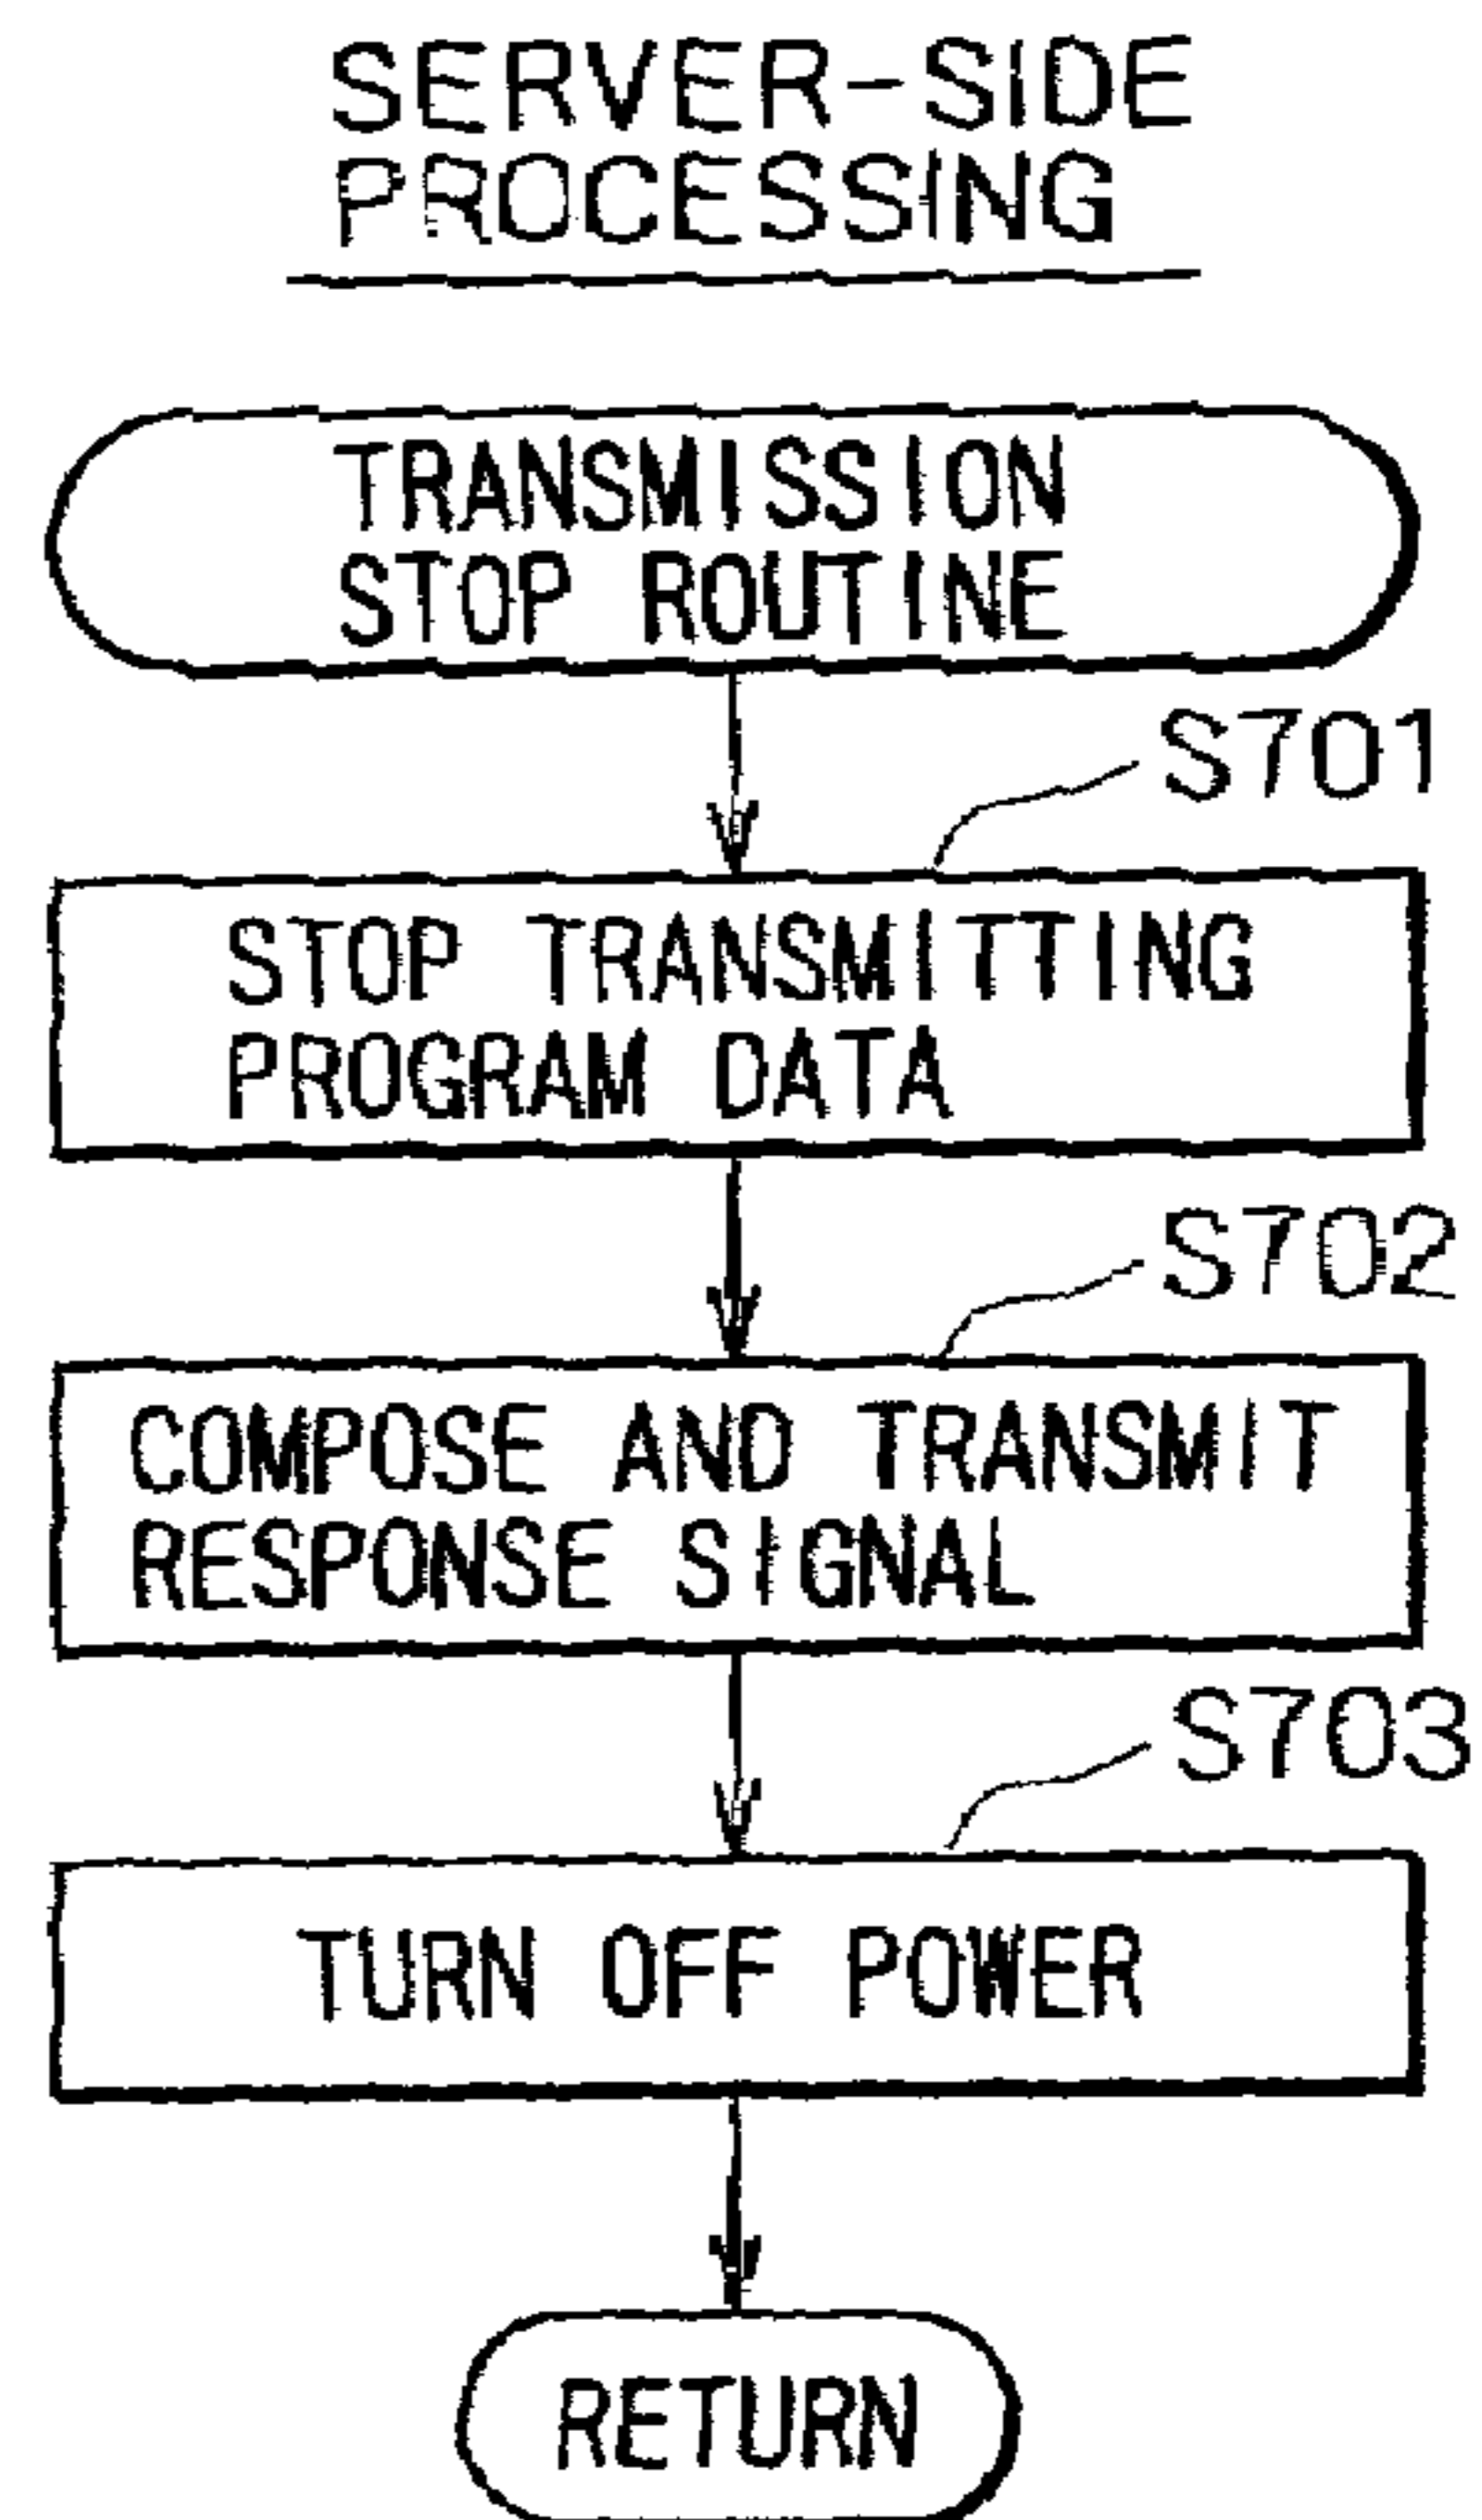 SERVER-SIDE
PROCESSING
TRANSMISSION
STOP ROUTINE
S701
STOP TRANSMITTING
PROGRAM DATA
S702
COMPOSE AND TRANSMIT
RESPONSE SIGNAL
S703
TURN OFF POWER
RETURN